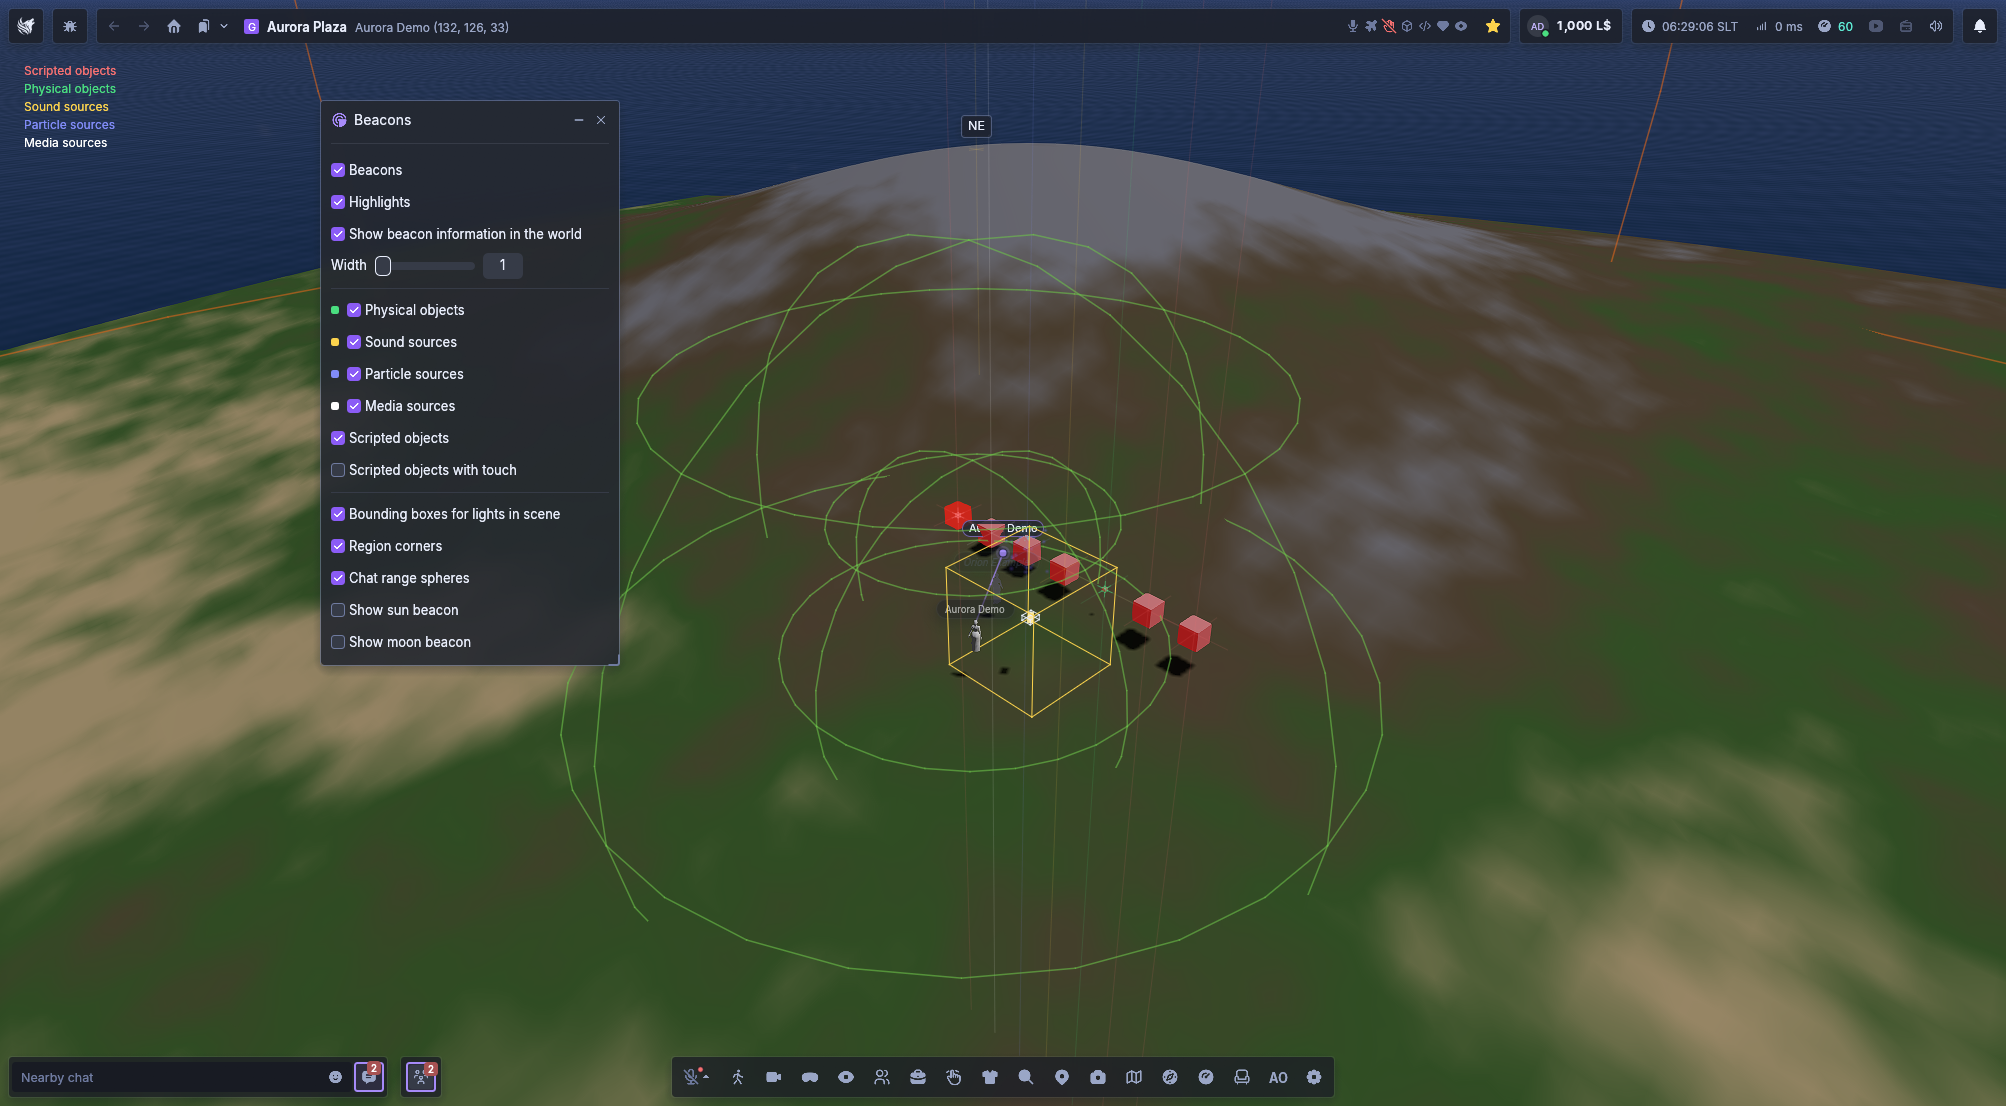 G Aurora Plaza Aurora Demo (132, 126, 33)
AD 1,000 L$
06:29:06 SLT 0 ms 60
Scripted objects
Physical objects
Sound sources
Particle sources
Media sources
Beacons
Beacons
Highlights
Show beacon information in the world
Width 1
Physical objects
Sound sources
Particle sources
Media sources
Scripted objects
Scripted objects with touch
Bounding boxes for lights in scene
Region corners
Chat range spheres
Show sun beacon
Show moon beacon
NE
Demo
Aurora Demo
Nearby chat
2
2
AO